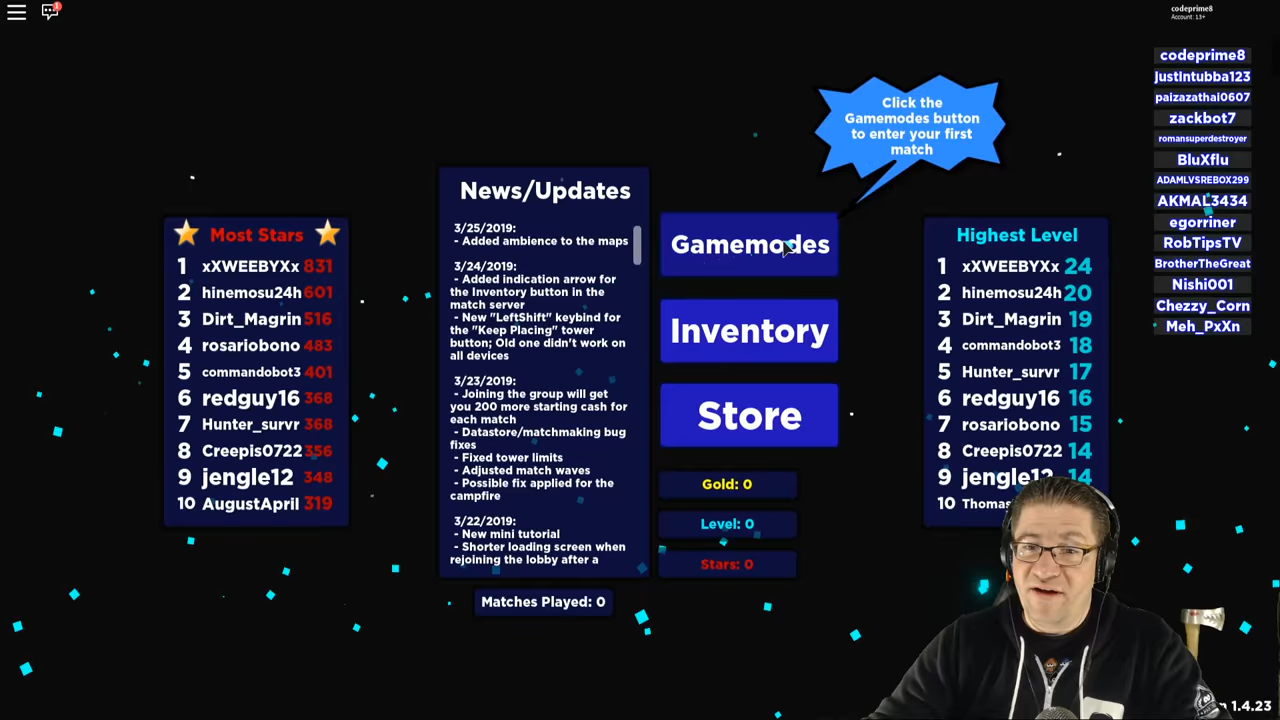 1
codeprime8
Account: 13+
codeprime8
justintubba123
paizazathai0607
zackbot7
romansuperdestroyer
BluXflu
ADAMLVSREBOX299
AKMAL3434
egorriner
RobTipsTV
BrotherTheGreat
Nishi001
Chezzy_Corn
Meh_PxXn
Click the
Gamemodes button
to enter your first
match
Most Stars
1 xXWEEBYXx 831
2 hinemosu24h 601
3 Dirt_Magrin 516
4 rosariobono 483
5 commandobot3 401
6 redguy16 368
7 Hunter_survr 368
8 Creepis0722 356
9 jengle12 348
10 AugustApril 319
News/Updates
3/25/2019:
- Added ambience to the maps
3/24/2019:
- Added indication arrow for
the Inventory button in the
match server
- New "LeftShift" keybind for
the "Keep Placing" tower
button; Old one didn't work on
all devices
3/23/2019:
- Joining the group will get
you 200 more starting cash for
each match
- Datastore/matchmaking bug
fixes
- Fixed tower limits
- Adjusted match waves
- Possible fix applied for the
campfire
3/22/2019:
- New mini tutorial
- Shorter loading screen when
rejoining the lobby after a
Matches Played: 0
Gamemodes
Inventory
Store
Gold: 0
Level: 0
Stars: 0
Highest Level
1 xXWEEBYXx 24
2 hinemosu24h 20
3 Dirt_Magrin 19
4 commandobot3 18
5 Hunter_survr 17
6 redguy16 16
7 rosariobono 15
8 Creepis0722 14
9 jengle12 14
10
1.4.23